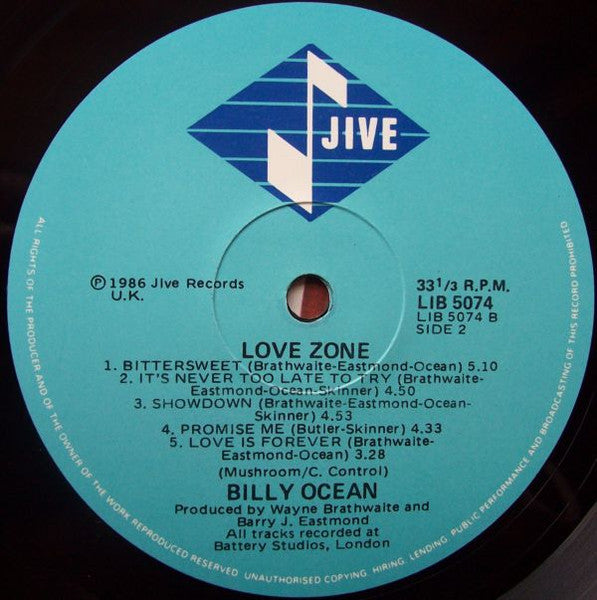 JIVE
℗ 1986 Jive Records
U.K.
33 1/3 R.P.M.
LIB 5074
LIB 5074 B
SIDE 2
LOVE ZONE
1. BITTERSWEET (Brathwaite-Eastmond-Ocean) 5.10
2. IT'S NEVER TOO LATE TO TRY (Brathwaite-
Eastmond-Ocean-Skinner) 4.50
3. SHOWDOWN (Brathwaite-Eastmond-Ocean-
Skinner) 4.53
4. PROMISE ME (Butler-Skinner) 4.33
5. LOVE IS FOREVER (Brathwaite-
Eastmond-Ocean) 3.28
(Mushroom/C. Control)
BILLY OCEAN
Produced by Wayne Brathwaite and
Barry J. Eastmond
All tracks recorded at
Battery Studios, London
ALL RIGHTS OF THE PRODUCER AND OF THE OWNER OF THE WORK REPRODUCED RESERVED. UNAUTHORISED COPYING, HIRING, LENDING, PUBLIC PERFORMANCE AND BROADCASTING OF THIS RECORD PROHIBITED